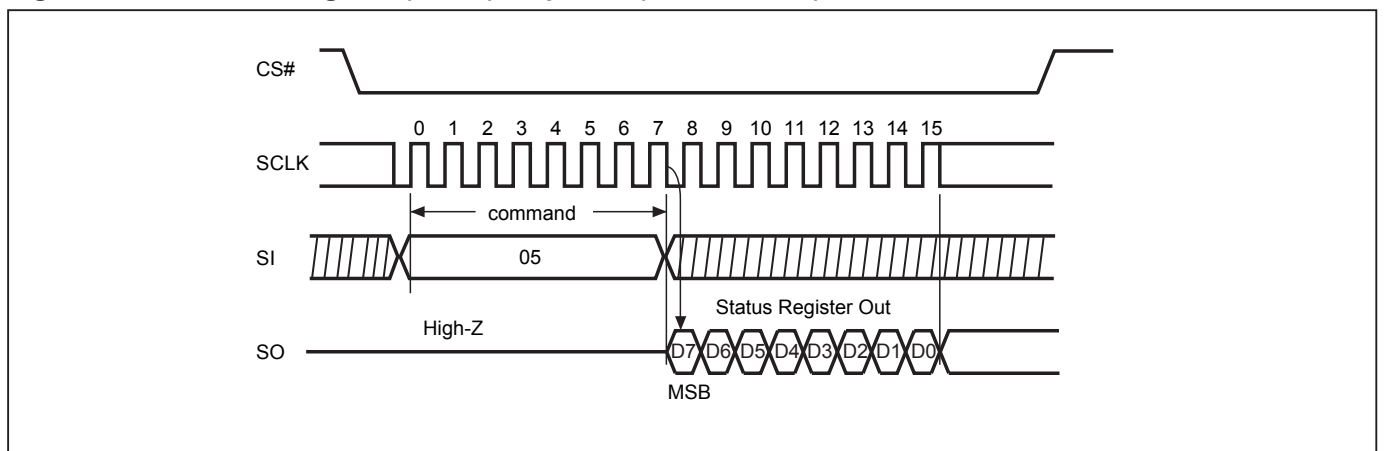 CS#
0 1 2 3 4 5 6 7 8 9 10 11 12 13 14 15
SCLK
command
SI
05
Status Register Out
High-Z
SO
D7 D6 D5 D4 D3 D2 D1 D0
MSB